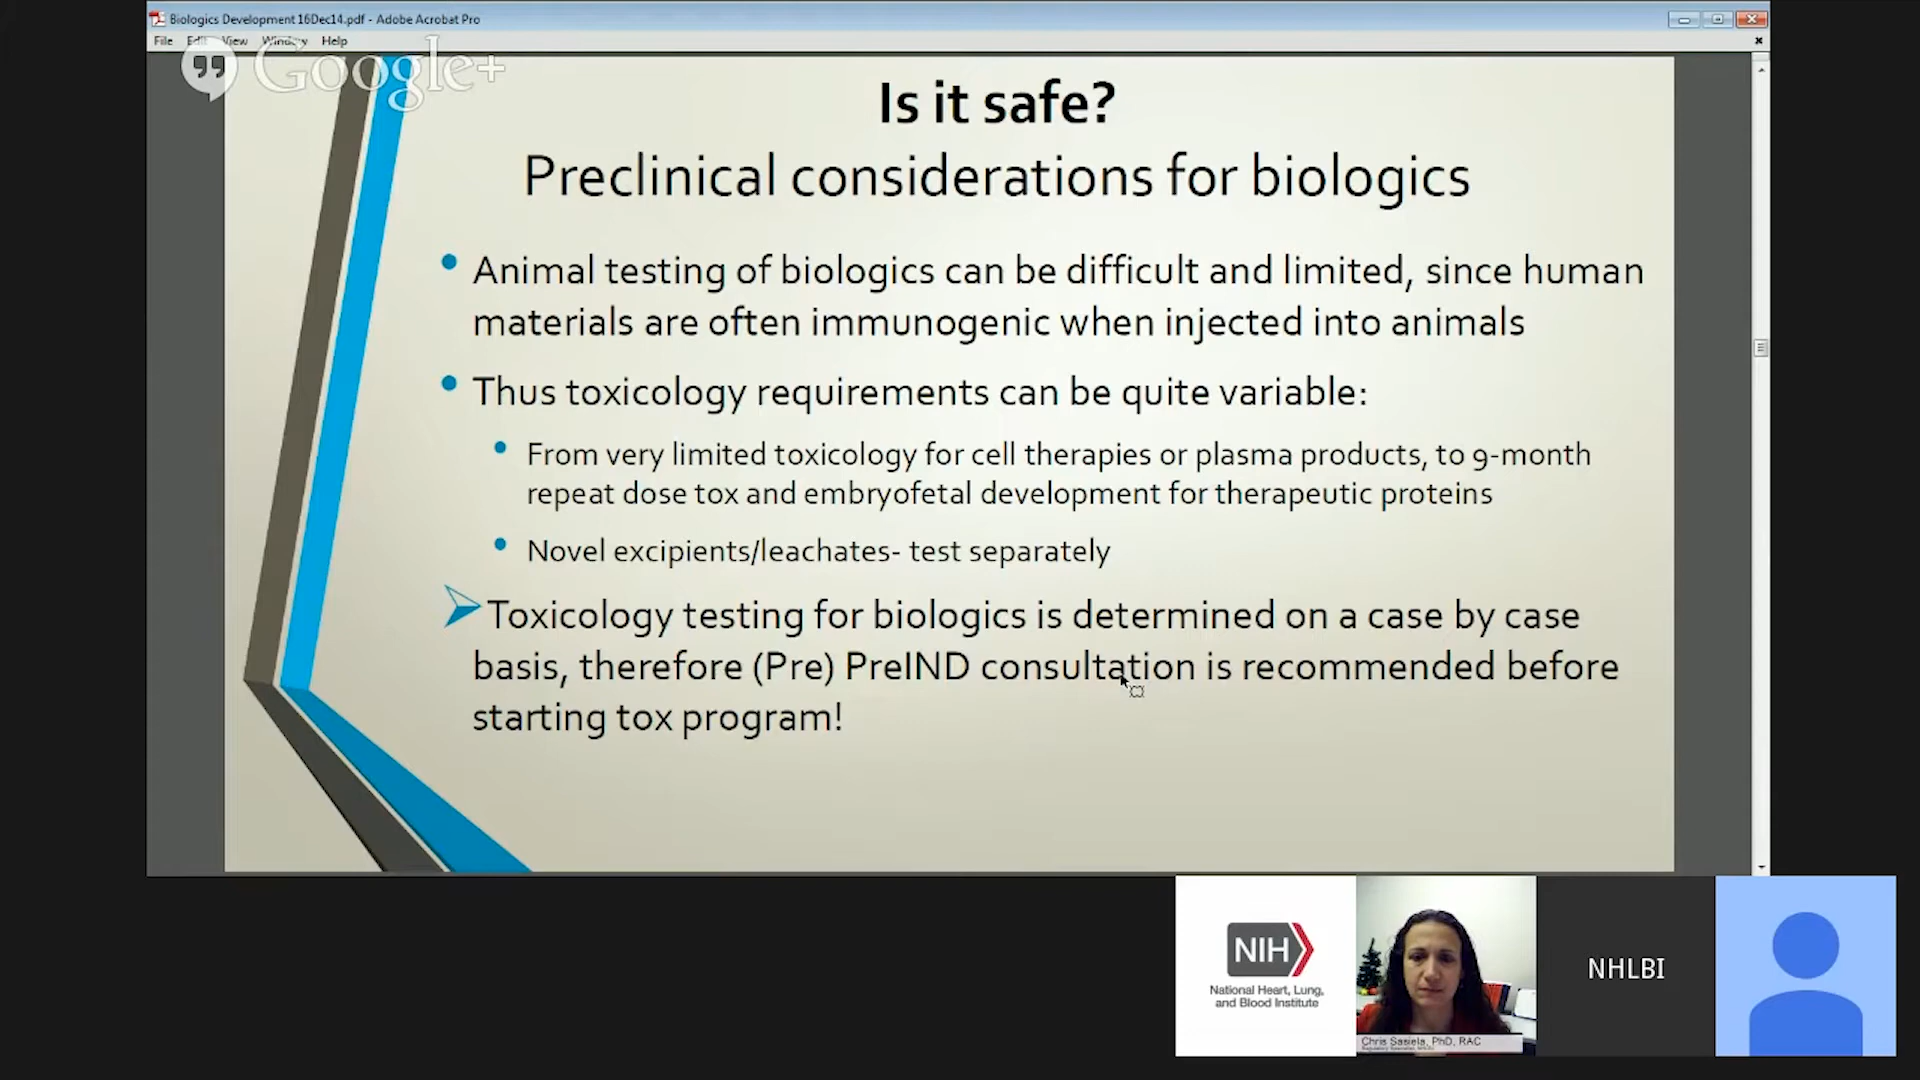 Biologics Development 16Dec14.pdf - Adobe Acrobat Pro
File Edit View Window Help
Google+
Is it safe?
Preclinical considerations for biologics
• Animal testing of biologics can be difficult and limited, since human
materials are often immunogenic when injected into animals
• Thus toxicology requirements can be quite variable:
• From very limited toxicology for cell therapies or plasma products, to 9-month
repeat dose tox and embryofetal development for therapeutic proteins
• Novel excipients/leachates- test separately
Toxicology testing for biologics is determined on a case by case
basis, therefore (Pre) PreIND consultation is recommended before
starting tox program!
NIH
National Heart, Lung,
and Blood Institute
Chris Sasiela, PhD, RAC
NHLBI